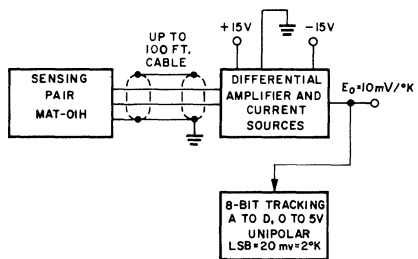 UP TO
100 FT.
CABLE
+15V
-15V
SENSING
PAIR
MAT-01H
DIFFERENTIAL
AMPLIFIER AND
CURRENT
SOURCES
E₀=10mV/°K
8-BIT TRACKING
A TO D, 0 TO 5V
UNIPOLAR
LSB=20 mv=2°K